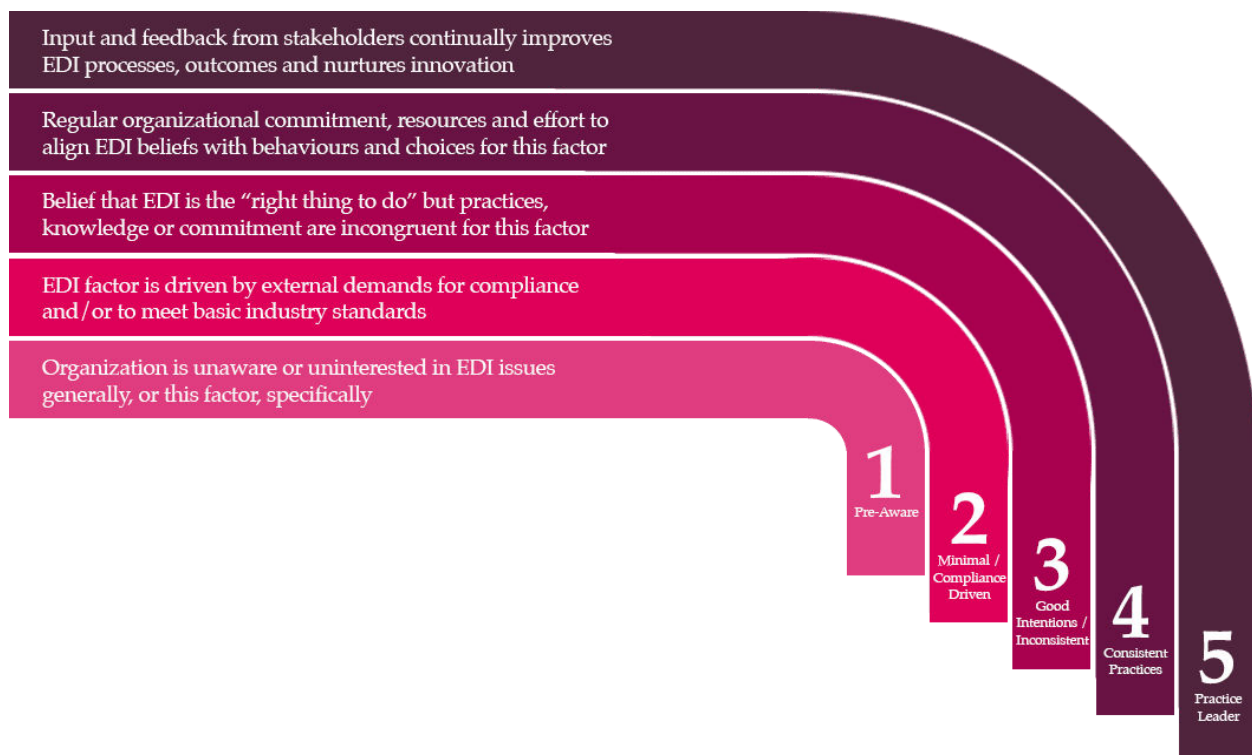 Input and feedback from stakeholders continually improves
EDI processes, outcomes and nurtures innovation
Regular organizational commitment, resources and effort to
align EDI beliefs with behaviours and choices for this factor
Belief that EDI is the “right thing to do” but practices,
knowledge or commitment are incongruent for this factor
EDI factor is driven by external demands for compliance
and/or to meet basic industry standards
Organization is unaware or uninterested in EDI issues
generally, or this factor, specifically
1
Pre-Aware
2
Minimal /
Compliance
Driven
3
Good
Intentions /
Inconsistent
4
Consistent
Practices
5
Practice
Leader